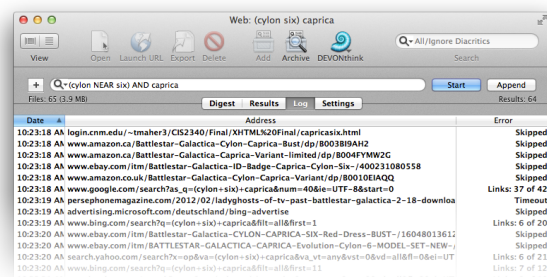 Web: (cylon six) caprica
All/Ignore Diacritics
View Open Launch URL Export Delete Add Archive DEVONthink Search
+ (cylon NEAR six) AND caprica Start Append
Files: 65 (3.9 MB) Digest Results Log Settings Results: 64
Date Address Error
10:23:18 AM login.cnm.edu/~tmaher3/CIS2340/Final/XHTML%20Final/capricasix.html Skipped
10:23:18 AM www.amazon.ca/Battlestar-Galactica-Cylon-Caprica-Bust/dp/B003BI9AH2 Skipped
10:23:18 AM www.amazon.ca/Battlestar-Galactica-Caprica-Variant-limited/dp/B004FYMW2G Skipped
10:23:18 AM www.ebay.com/itm/Battlestar-Galactica-ID-Badge-Caprica-Cylon-Six-/400231080558 Skipped
10:23:18 AM www.amazon.co.uk/Battlestar-Galactica-Cylon-Caprica-Variant/dp/B0010EIAQQ Skipped
10:23:18 AM www.google.com/search?as_q=(cylon+six)+caprica&num=40&ie=UTF-8&start=0 Links: 37 of 42
10:23:19 AM persephonemagazine.com/2012/02/ladyghosts-of-tv-past-battlestar-galactica-2-18-downloa Timeout
10:23:19 AM advertising.microsoft.com/deutschland/bing-advertise Skipped
10:23:19 AM www.bing.com/search?q=(cylon+six)+caprica&filt=all&first=1 Links: 6 of 20
10:23:20 AM www.ebay.com/itm/Battlestar-Galactica-CYLON-CAPRICA-SIX-Red-Dress-BUST-/16048013612 Skipped
10:23:20 AM www.ebay.com/itm/BATTLESTAR-GALACTICA-CAPRICA-Evolution-Cylon-6-MODEL-SET-NEW-/ Skipped
10:23:20 AM search.yahoo.com/search?x=op&va=(cylon+six)+caprica&va_vt=any&vst=0&vd=all&fl=0&ei=UT Links: 6 of 21
10:23:20 AM www.bing.com/search?q=(cylon+six)+caprica&filt=all&first=11